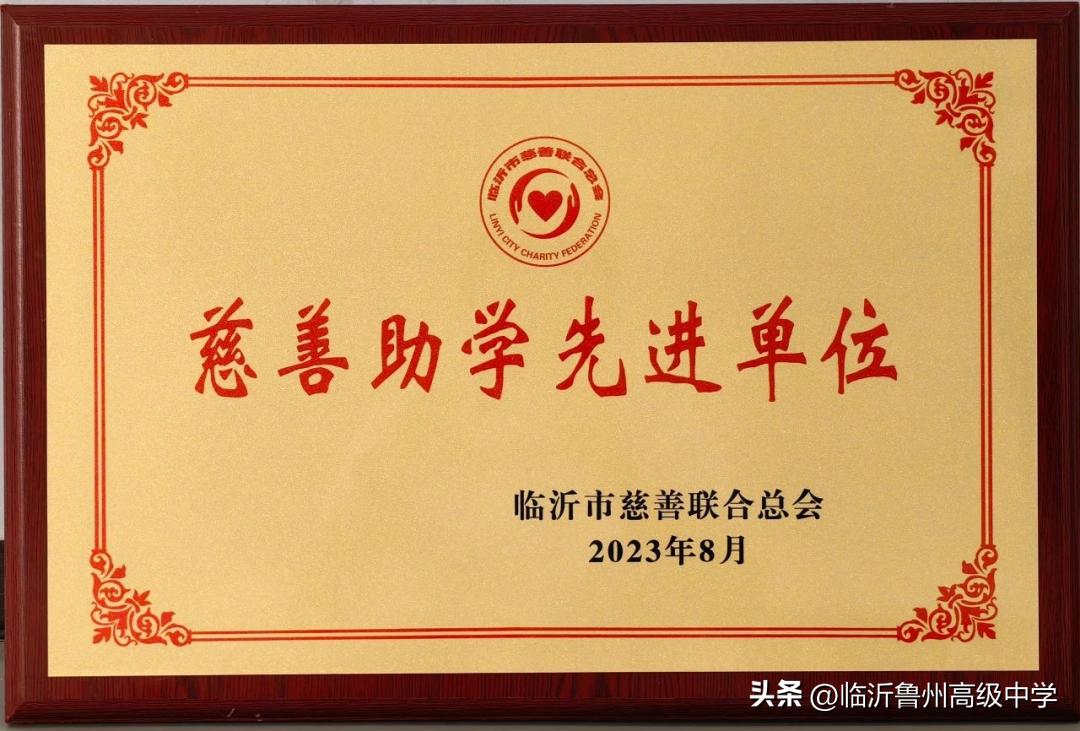 临沂市慈善联合总会
LINYI CITY CHARITY FEDERATION
慈善助学先进单位
临沂市慈善联合总会
2023年8月
头条 @临沂鲁州高级中学